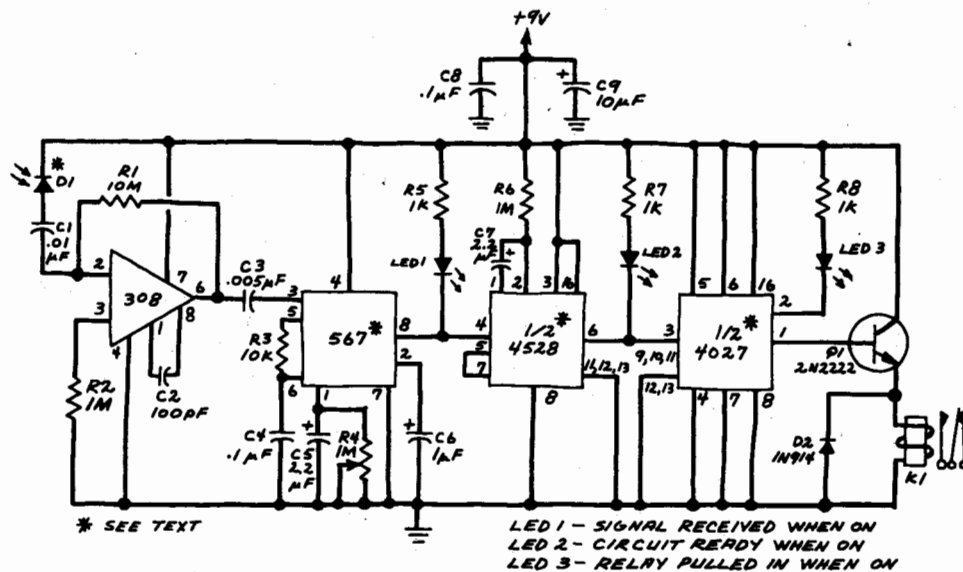 +9V
C8
.1µF
+
C9
10µF
*
D1
R1
10M
C1
.01
µF
2
3
308
7
6
1
8
4
C2
100pF
R2
1M
C3
.005µF
3
5
4
567*
8
2
6
1
7
R3
10K
C4
.1µF
+
C5
2.2
µF
R4
1M
+
C6
1µF
R5
1K
LED1
R6
1M
C7
2.2
µF
+
1
2
3
16
4
5
7
1/2*
4528
6
11,12,13
8
R7
1K
LED2
5
6
16
2
3
1/2*
4027
1
9,10,11
12,13
4
7
8
R8
1K
LED3
Q1
2N2222
D2
1N914
K1
* SEE TEXT
LED 1 - SIGNAL RECEIVED WHEN ON
LED 2 - CIRCUIT READY WHEN ON
LED 3 - RELAY PULLED IN WHEN ON